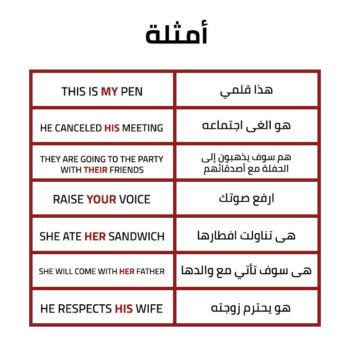 أمثلة
THIS IS MY PEN
هذا قلمي
HE CANCELED HIS MEETING
هو الغى اجتماعه
THEY ARE GOING TO THE PARTY
WITH THEIR FRIENDS
هم سوف يذهبون إلى
الحفلة مع أصدقائهم
RAISE YOUR VOICE
ارفع صوتك
SHE ATE HER SANDWICH
هى تناولت افطارها
SHE WILL COME WITH HER FATHER
هى سوف تأتي مع والدها
HE RESPECTS HIS WIFE
هو يحترم زوجته